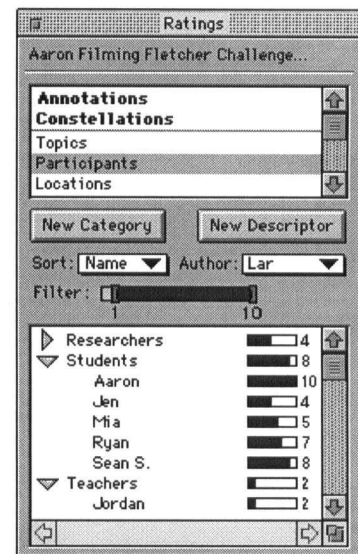 Ratings
Aaron Filming Fletcher Challenge...
Annotations
Constellations
Topics
Participants
Locations
New Category New Descriptor
Sort: Name Author: Lar
Filter:
1 10
Researchers 4
Students 8
Aaron 10
Jen 4
Mia 5
Ryan 7
Sean S. 8
Teachers 2
Jordan 2